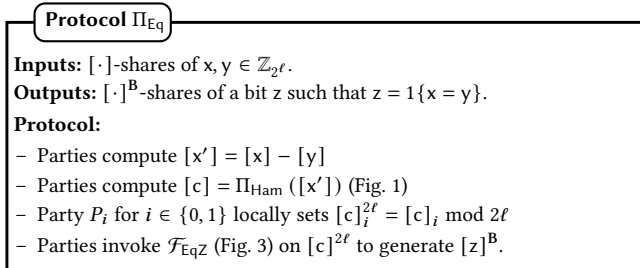 Protocol Π_Eq
Inputs: [·]-shares of x, y ∈ ℤ_{2^ℓ}.
Outputs: [·]^B-shares of a bit z such that z = 1{x = y}.
Protocol:
– Parties compute [x′] = [x] − [y]
– Parties compute [c] = Π_Ham ([x′]) (Fig. 1)
– Party P_i for i ∈ {0, 1} locally sets [c]_i^{2ℓ} = [c]_i mod 2ℓ
– Parties invoke ℱ_EqZ (Fig. 3) on [c]^{2ℓ} to generate [z]^B.